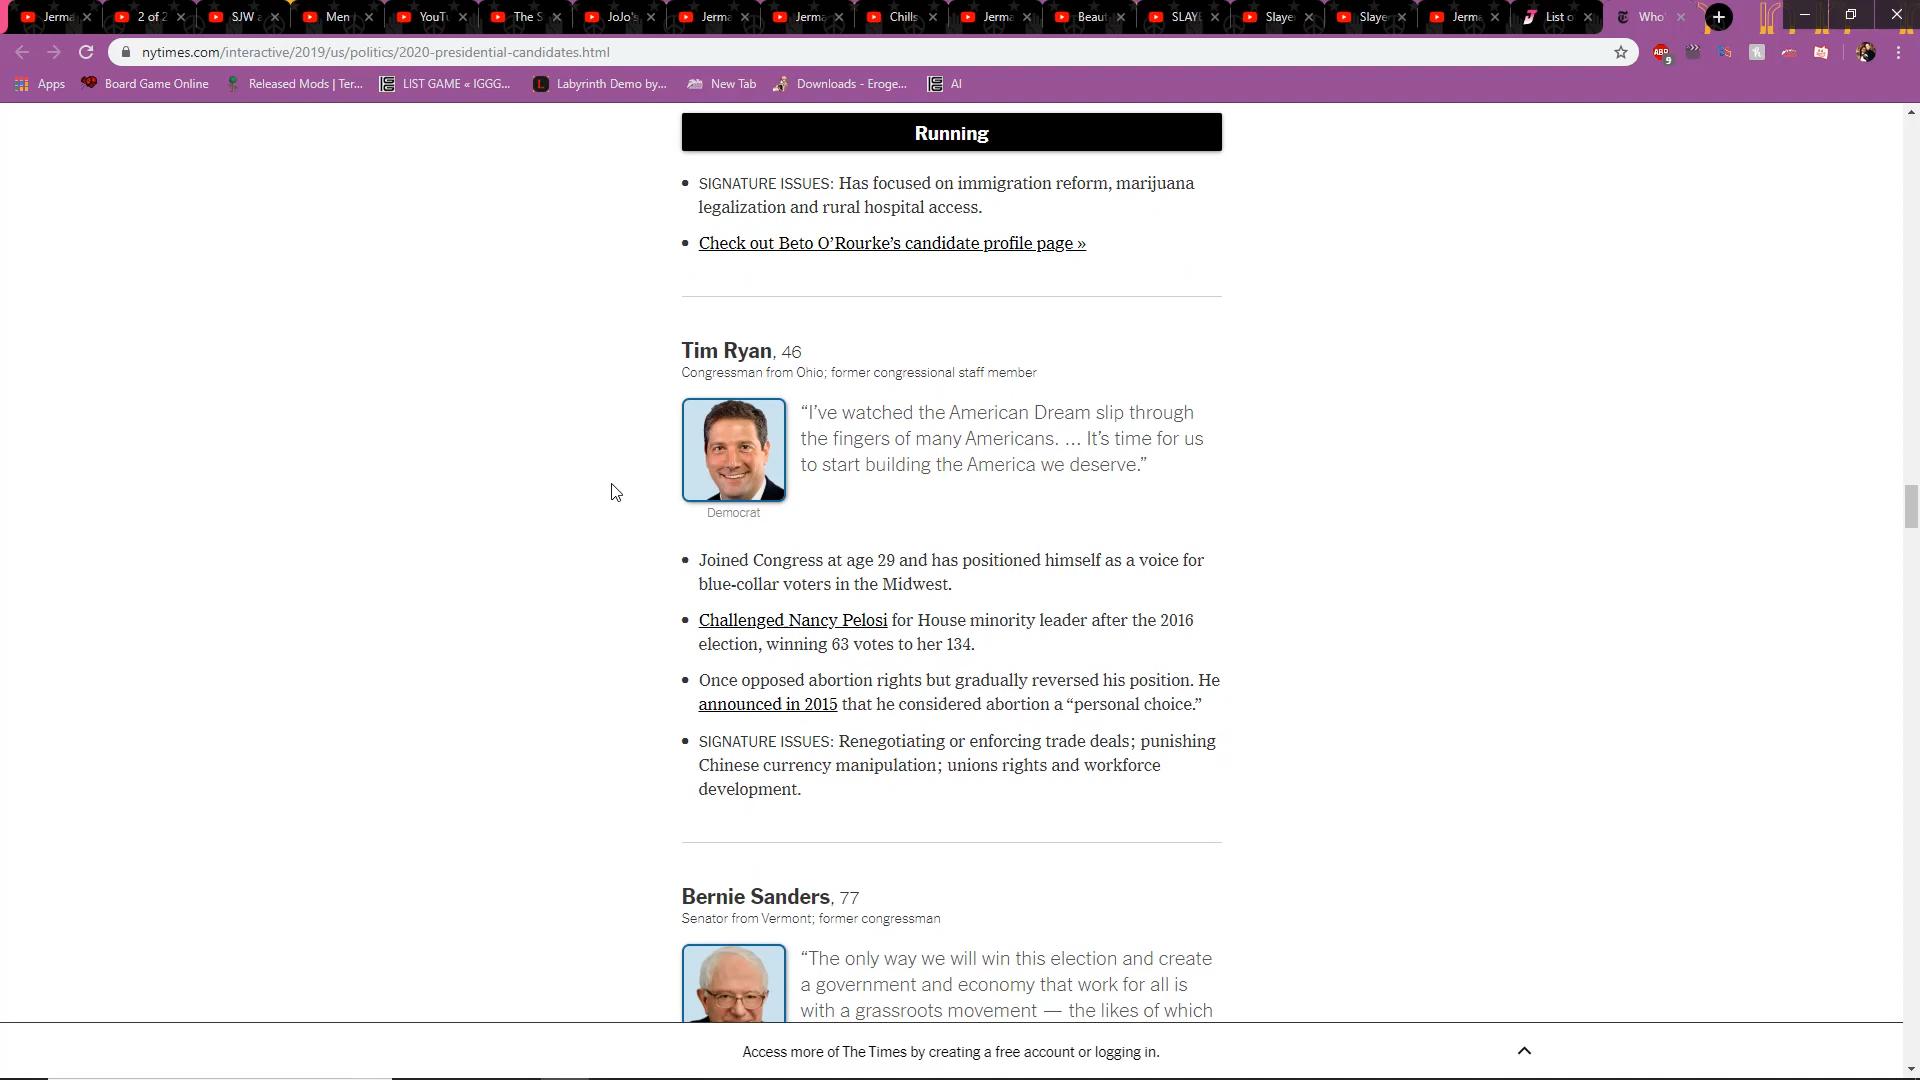 Jerma
2 of 2
SJW a
Men
YouTu
The S
JoJo's
Jerma
Jerma
Chills
Jerma
Beaut
SLAYE
Slaye
Slaye
Jerma
List o
Who'
nytimes.com/interactive/2019/us/politics/2020-presidential-candidates.html
ABP
9
Apps
Board Game Online
Released Mods | Ter...
LIST GAME « IGGG...
Labyrinth Demo by...
New Tab
Downloads - Eroge...
AI
Running
• SIGNATURE ISSUES: Has focused on immigration reform, marijuana
legalization and rural hospital access.
• Check out Beto O’Rourke’s candidate profile page »
Tim Ryan, 46
Congressman from Ohio; former congressional staff member
“I’ve watched the American Dream slip through
the fingers of many Americans. … It’s time for us
to start building the America we deserve.”
Democrat
• Joined Congress at age 29 and has positioned himself as a voice for
blue-collar voters in the Midwest.
• Challenged Nancy Pelosi for House minority leader after the 2016
election, winning 63 votes to her 134.
• Once opposed abortion rights but gradually reversed his position. He
announced in 2015 that he considered abortion a “personal choice.”
• SIGNATURE ISSUES: Renegotiating or enforcing trade deals; punishing
Chinese currency manipulation; unions rights and workforce
development.
Bernie Sanders, 77
Senator from Vermont; former congressman
“The only way we will win this election and create
a government and economy that work for all is
with a grassroots movement — the likes of which
Access more of The Times by creating a free account or logging in.